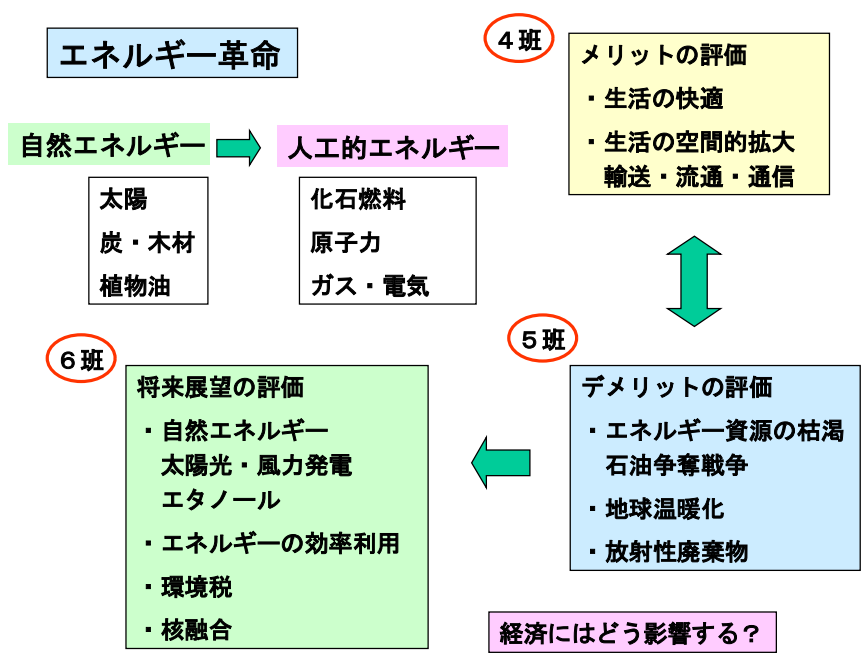 エネルギー革命
自然エネルギー
人工的エネルギー
太陽
炭・木材
植物油
化石燃料
原子力
ガス・電気
４班
メリットの評価
・生活の快適
・生活の空間的拡大
輸送・流通・通信
５班
デメリットの評価
・エネルギー資源の枯渇
石油争奪戦争
・地球温暖化
・放射性廃棄物
６班
将来展望の評価
・自然エネルギー
太陽光・風力発電
エタノール
・エネルギーの効率利用
・環境税
・核融合
経済にはどう影響する？